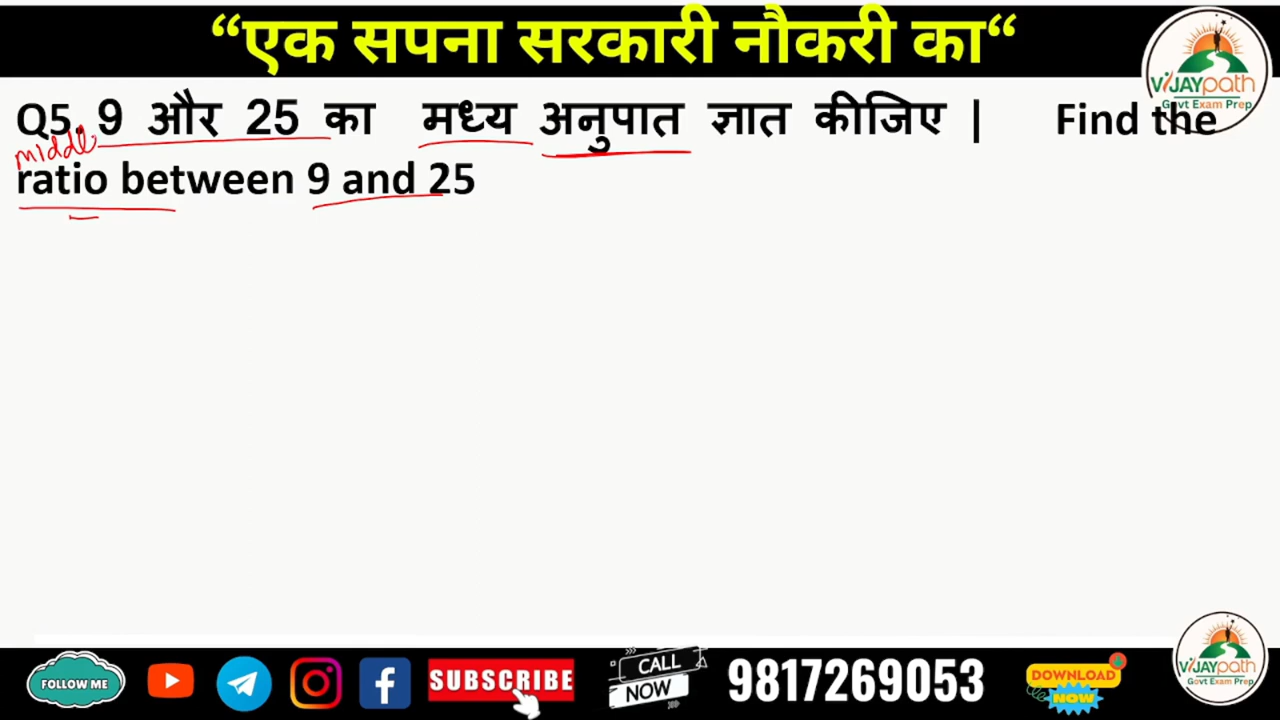 “एक सपना सरकारी नौकरी का“
VIJAYpath
Govt Exam Prep
Q5. 9 और 25 का मध्य अनुपात ज्ञात कीजिए | Find the
middle
ratio between 9 and 25
FOLLOW ME
SUBSCRIBE
CALL
NOW
9817269053
DOWNLOAD
NOW
VIJAYpath
Govt Exam Prep